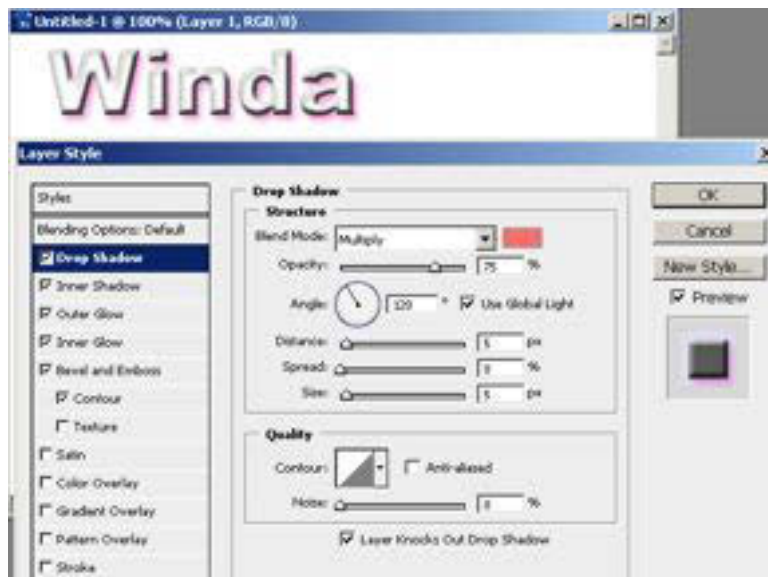 Untitled-1 @ 100% (Layer 1, RGB/8)
Winda
Layer Style
Styles
Blending Options: Default
Drop Shadow
Inner Shadow
Outer Glow
Inner Glow
Bevel and Emboss
Contour
Texture
Satin
Color Overlay
Gradient Overlay
Pattern Overlay
Stroke
Drop Shadow
Structure
Blend Mode: Multiply
Opacity: 75 %
Angle: °
Use Global Light
Distance: 5 px
Spread: %
Size: 5 px
Quality
Contour:
Anti-aliased
Noise: %
Layer Knocks Out Drop Shadow
OK
Cancel
New Style...
Preview